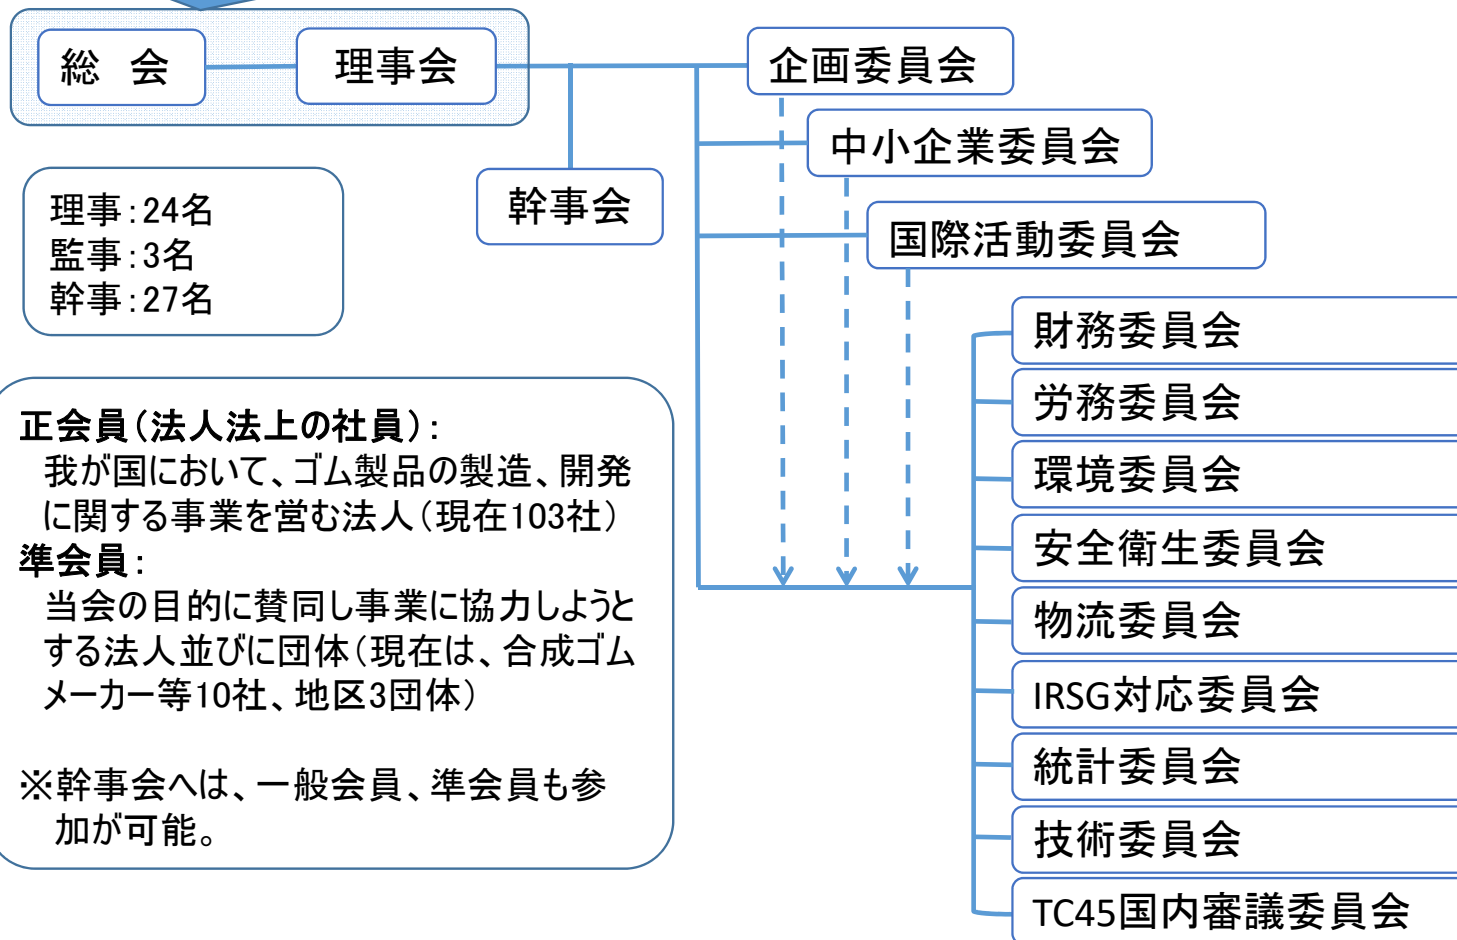 総　会
理事会
企画委員会
中小企業委員会
幹事会
国際活動委員会
理事：24名
監事：3名
幹事：27名
財務委員会
労務委員会
環境委員会
安全衛生委員会
物流委員会
IRSG対応委員会
統計委員会
技術委員会
TC45国内審議委員会
正会員（法人法上の社員）：
我が国において、ゴム製品の製造、開発
に関する事業を営む法人（現在103社）
準会員：
当会の目的に賛同し事業に協力しようと
する法人並びに団体（現在は、合成ゴム
メーカー等10社、地区3団体）
※幹事会へは、一般会員、準会員も参
加が可能。